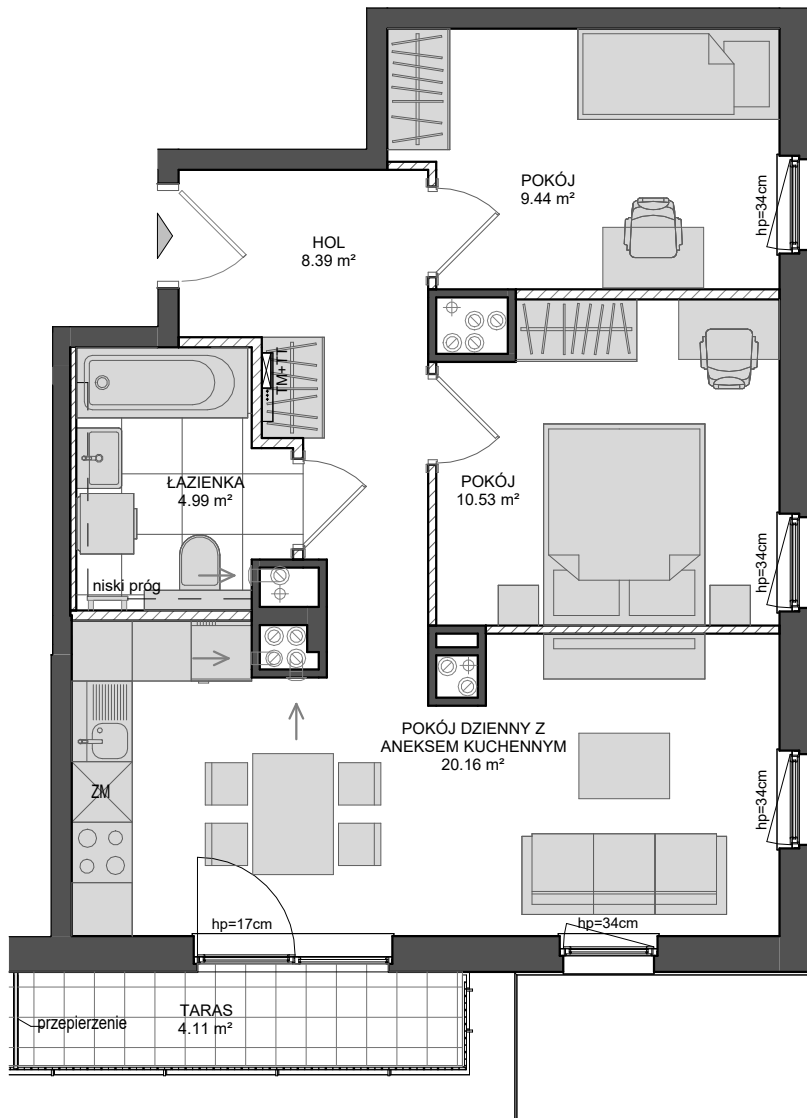 POKÓJ
9.44 m²
hp=34cm
HOL
8.39 m²
TM+ TT
ŁAZIENKA
4.99 m²
POKÓJ
10.53 m²
hp=34cm
niski próg
POKÓJ DZIENNY Z
ANEKSEM KUCHENNYM
20.16 m²
ZM
hp=34cm
hp=17cm
hp=34cm
TARAS
4.11 m²
przepierzenie